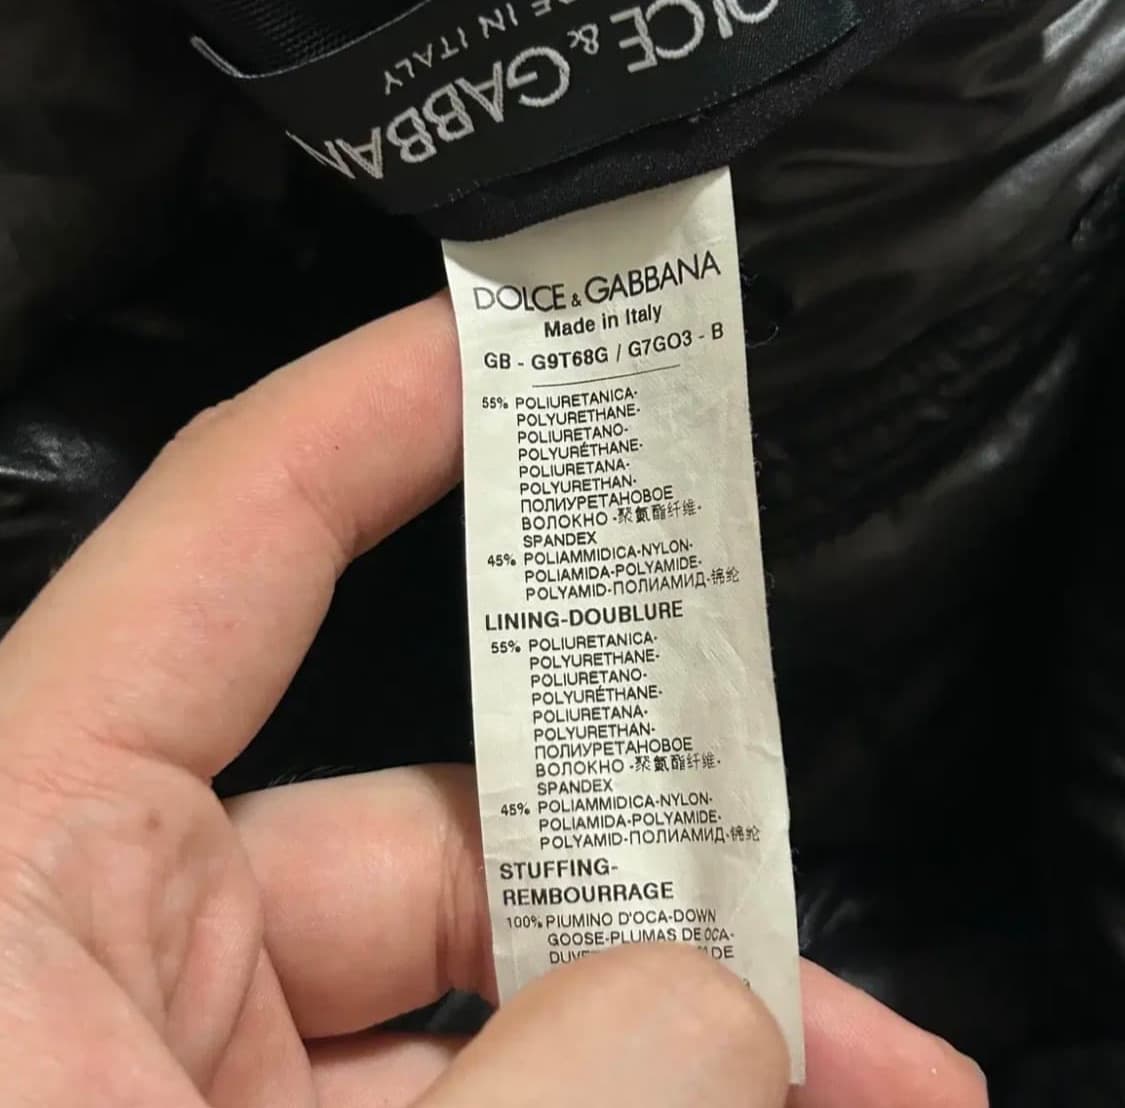 DOLCE & GABBAN
IN ITALY
DOLCE & GABBANA
Made in Italy
GB - G9T68G / G7GO3 - B
55% POLIURETANICA-
POLYURETHANE-
POLIURETANO-
POLYURÉTHANE-
POLIURETANA-
POLYURETHAN-
ПОЛИУРЕТАНОВОЕ
ВОЛОКНО -聚氨酯纤维-
SPANDEX
45% POLIAMMIDICA-NYLON-
POLIAMIDA-POLYAMIDE-
POLYAMID-ПОЛИАМИД-锦纶
LINING-DOUBLURE
55% POLIURETANICA-
POLYURETHANE-
POLIURETANO-
POLYURÉTHANE-
POLIURETANA-
POLYURETHAN-
ПОЛИУРЕТАНОВОЕ
ВОЛОКНО -聚氨酯纤维-
SPANDEX
45% POLIAMMIDICA-NYLON-
POLIAMIDA-POLYAMIDE-
POLYAMID-ПОЛИАМИД-锦纶
STUFFING-
REMBOURRAGE
100% PIUMINO D'OCA-DOWN
GOOSE-PLUMAS DE OCA-
DE